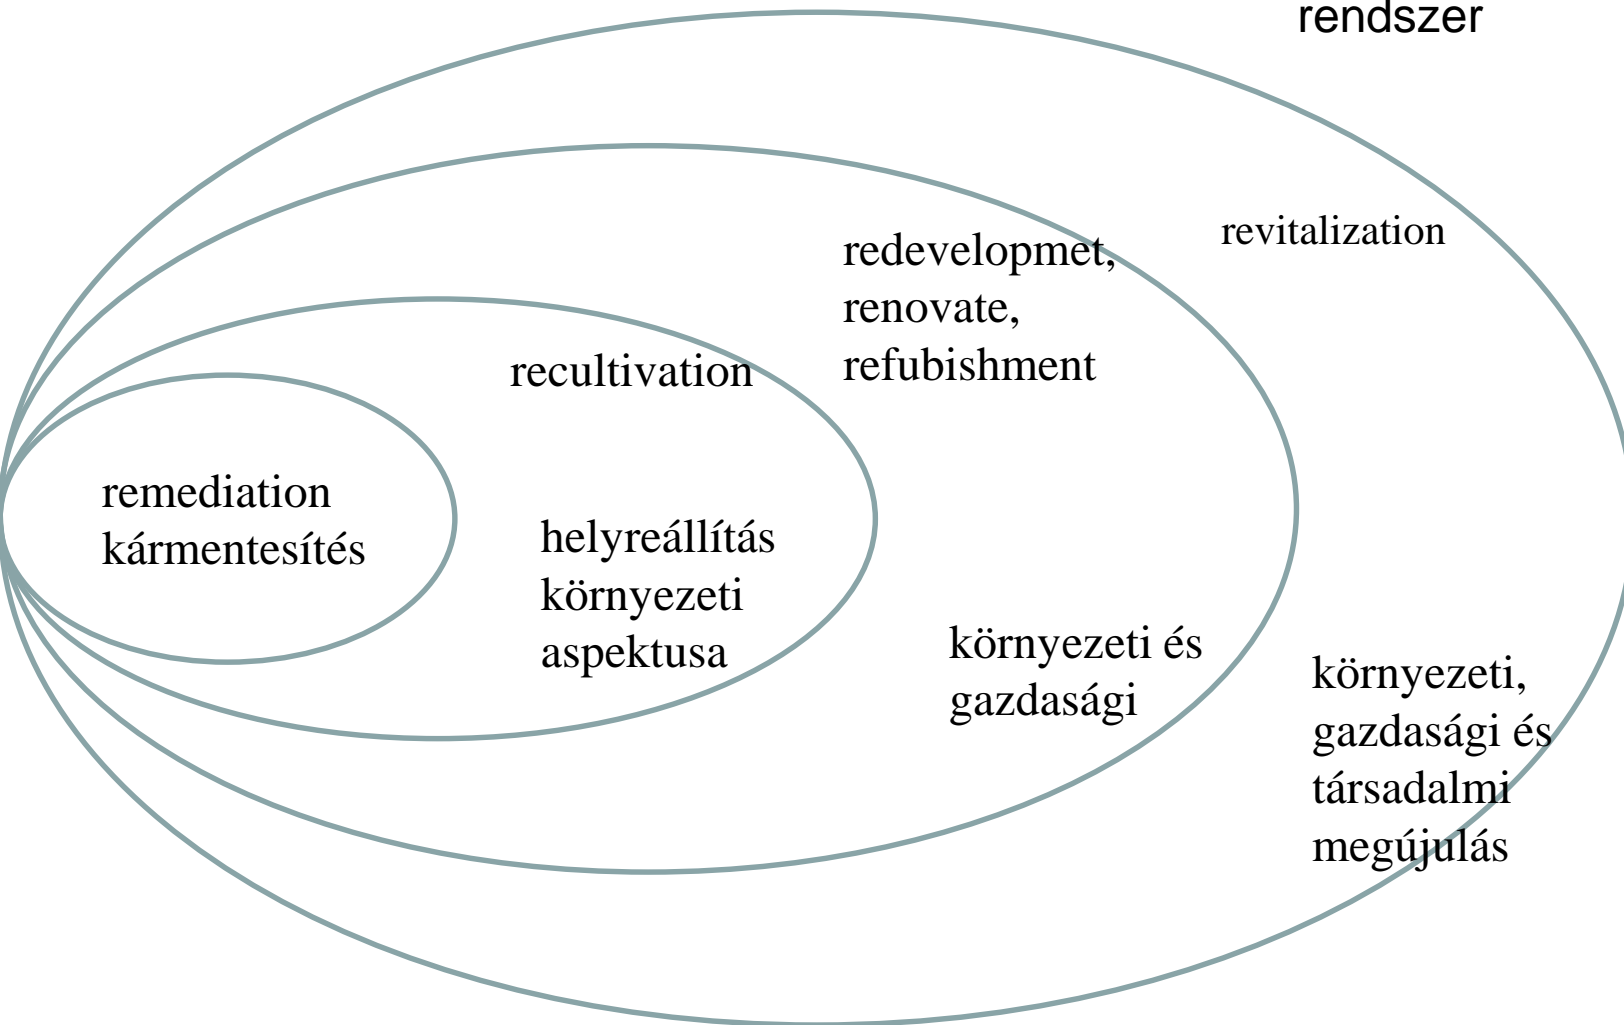 rendszer
revitalization
redevelopmet,
renovate,
refubishment
recultivation
remediation
kármentesítés
helyreállítás
környezeti
aspektusa
környezeti és
gazdasági
környezeti,
gazdasági és
társadalmi
megújulás